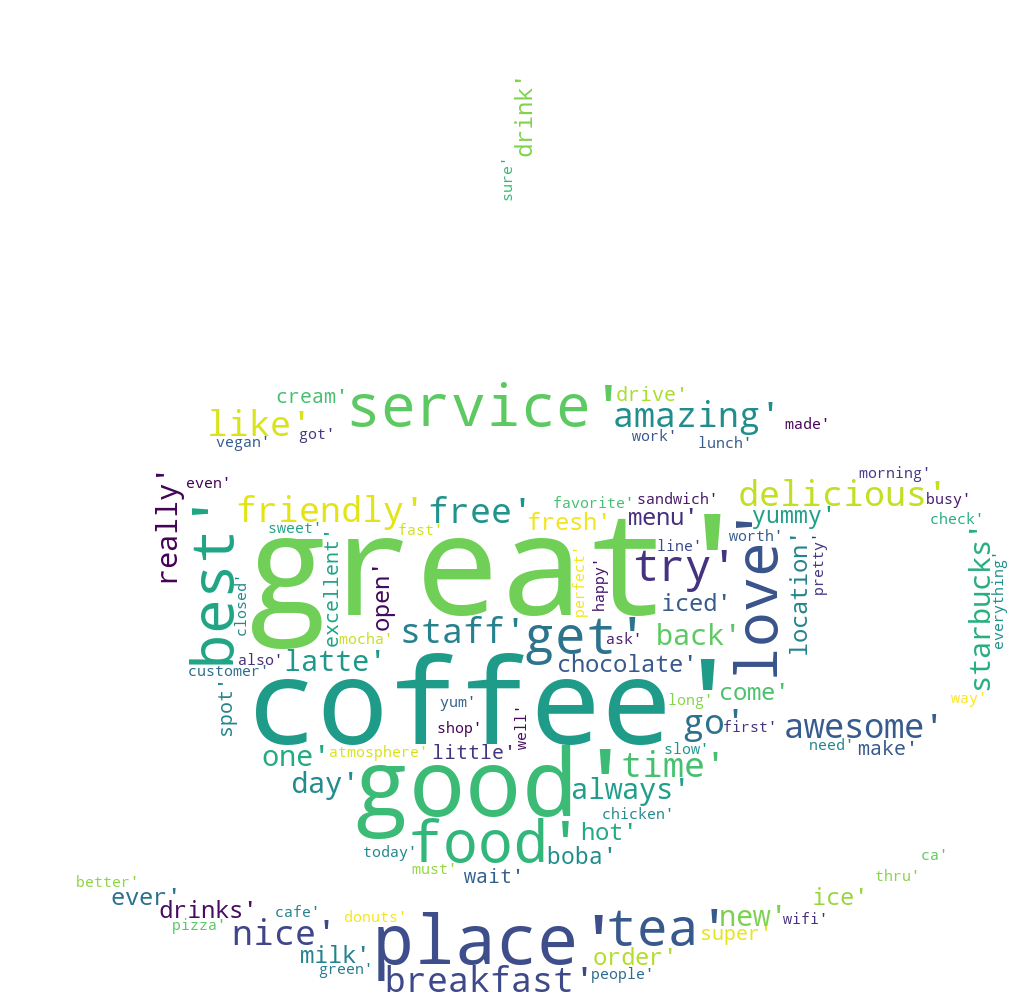 drink'
sure'
cream'
service'
drive'
like'
amazing'
made'
vegan'
got'
work'
lunch'
really'
even'
morning'
delicious'
busy'
friendly'
free'
favorite'
sandwich'
menu'
yummy'
check'
best'
sweet'
fast'
fresh'
great'
line'
worth'
love'
location'
pretty'
starbucks'
everything'
closed'
excellent'
open'
perfect'
happy'
try'
iced'
mocha'
staff'
get'
ask'
back'
also'
customer'
latte'
chocolate'
spot'
coffee'
yum'
shop'
well'
long'
come'
way'
go'
first'
awesome'
one'
atmosphere'
little'
slow'
need'
make'
day'
good'
time'
always'
chicken'
food'
hot'
today'
boba'
must'
wait'
ca'
better'
ever'
thru'
ice'
drinks'
cafe'
donuts'
pizza'
nice'
place'
tea'
new'
wifi'
super'
milk'
green'
order'
breakfast'
people'